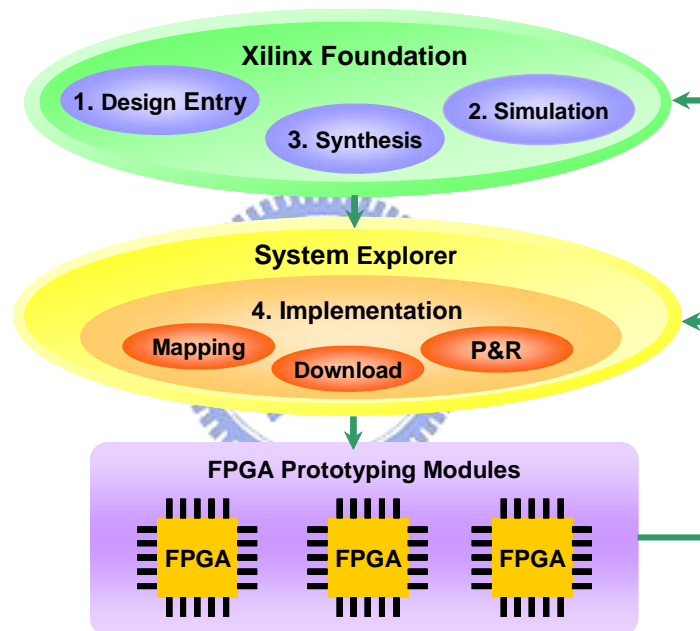 Xilinx Foundation
1. Design Entry
2. Simulation
3. Synthesis
System Explorer
4. Implementation
Mapping
P&R
Download
FPGA Prototyping Modules
FPGA
FPGA
FPGA